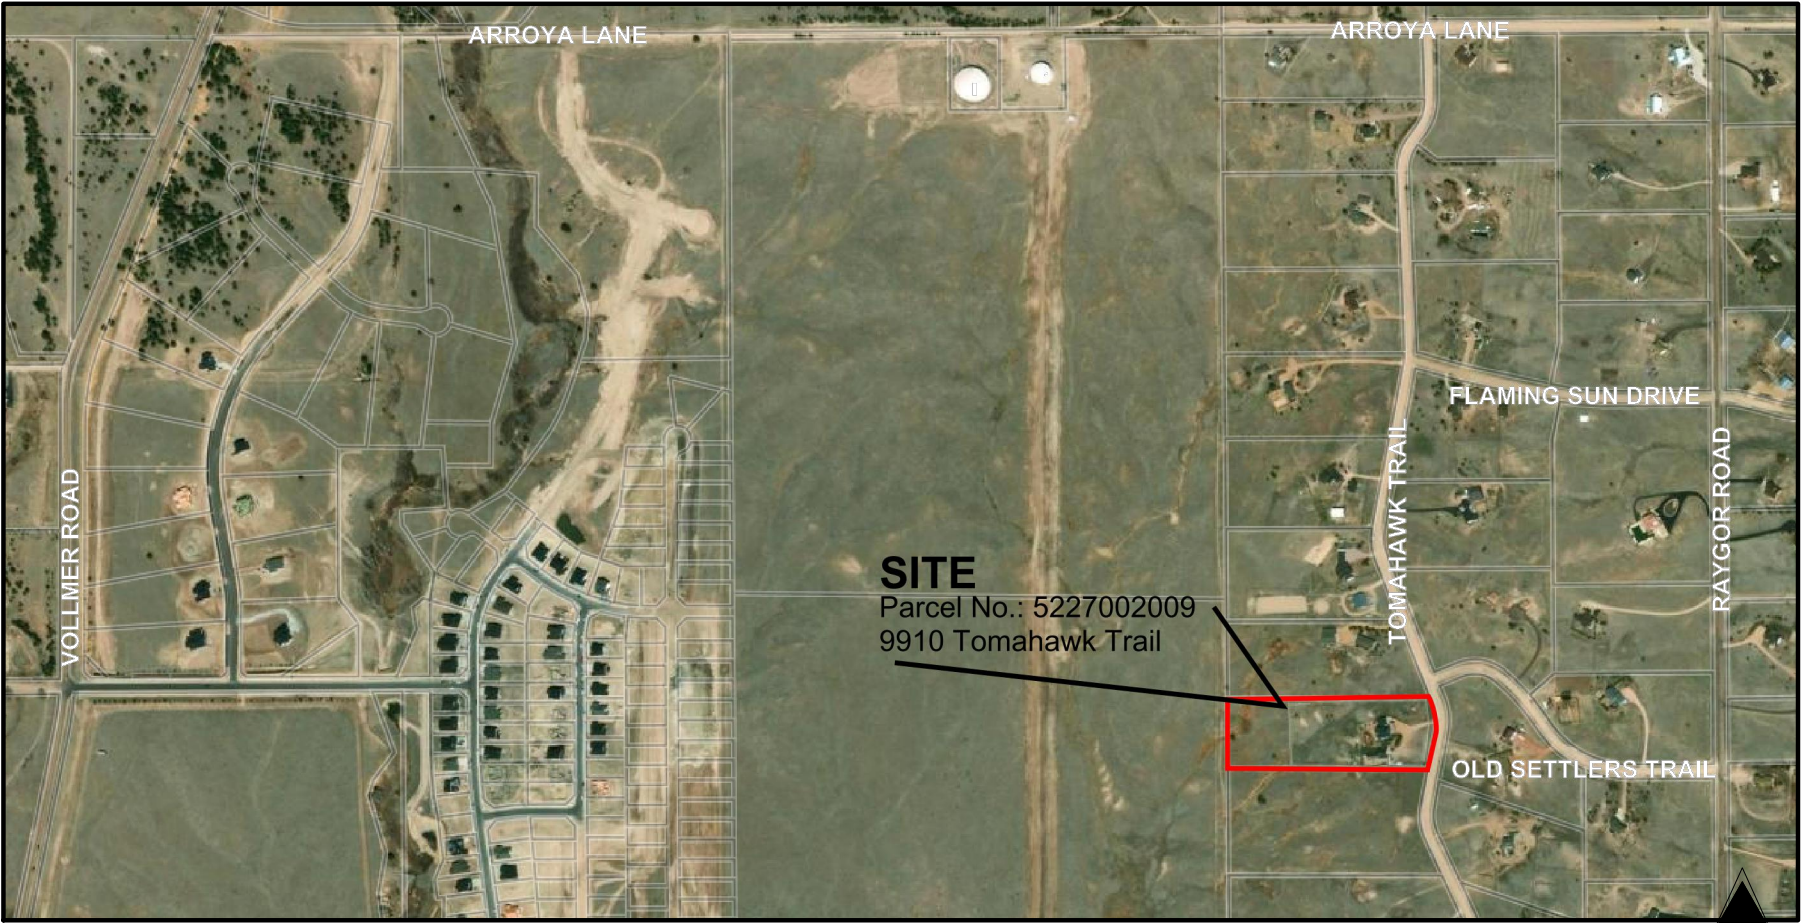 ARROYA LANE
ARROYA LANE
FLAMING SUN DRIVE
TOMAHAWK TRAIL
RAYGOR ROAD
VOLLMER ROAD
SITE
Parcel No.: 5227002009
9910 Tomahawk Trail
OLD SETTLERS TRAIL